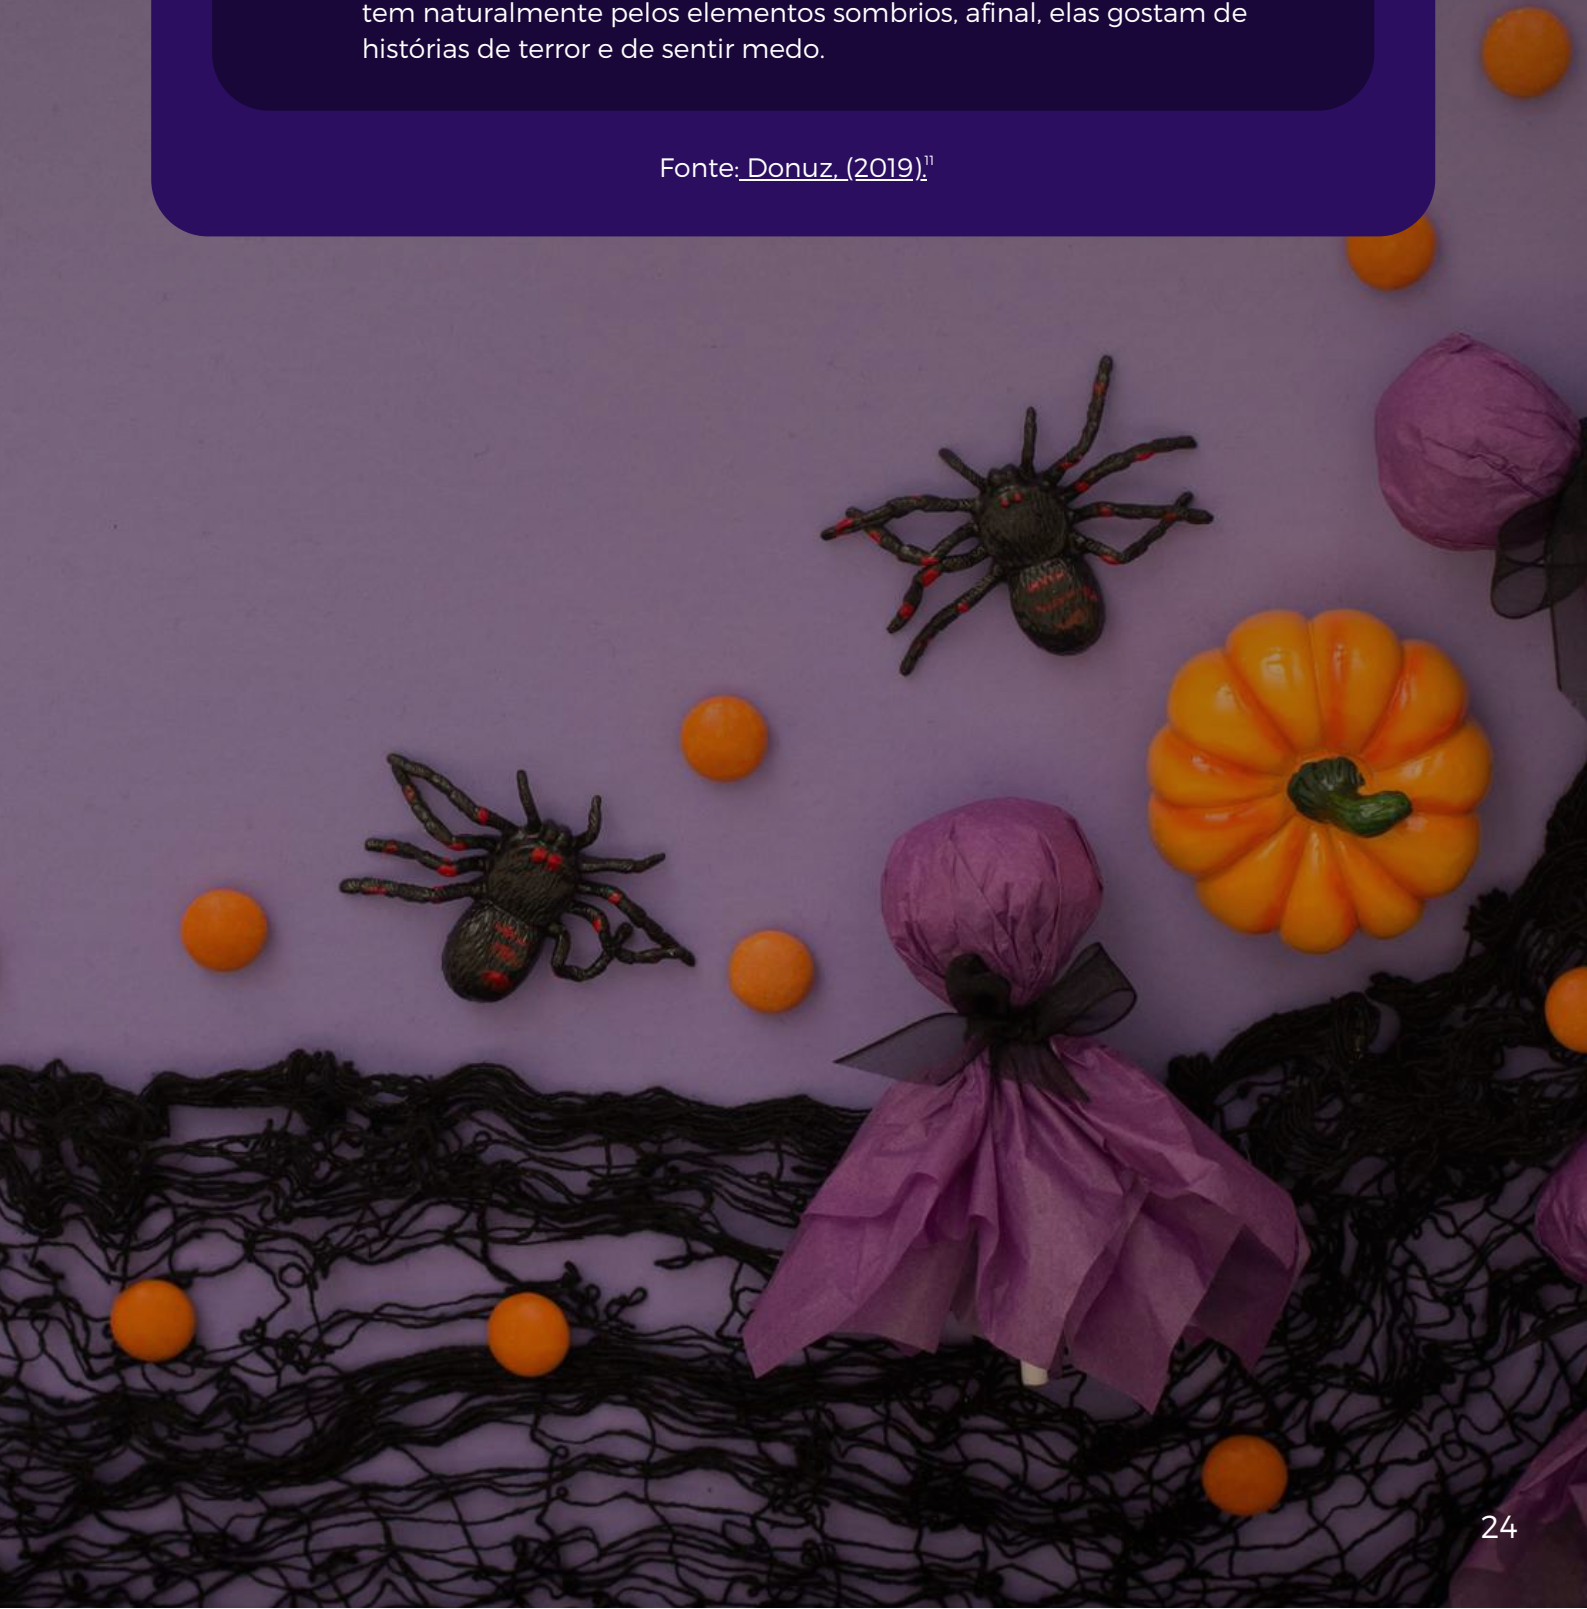 tem naturalmente pelos elementos sombrios, afinal, elas gostam de
histórias de terror e de sentir medo.
Fonte: Donuz, (2019).¹¹
24